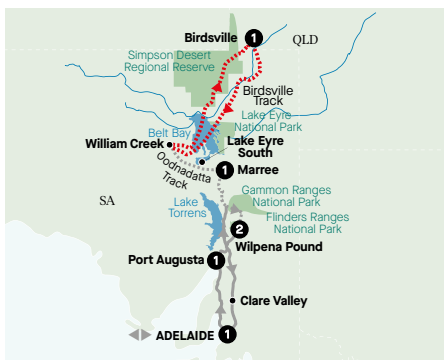 Birdsville 1
QLD
Simpson Desert
Regional Reserve
Birdsville
Track
Lake Eyre
National Park
Belt Bay
William Creek
Lake Eyre
South
Oodnadatta
Track
1 Marree
SA
Lake
Torrens
Gammon Ranges
National Park
Flinders Ranges
National Park
2
Wilpena Pound
Port Augusta 1
Clare Valley
ADELAIDE 1